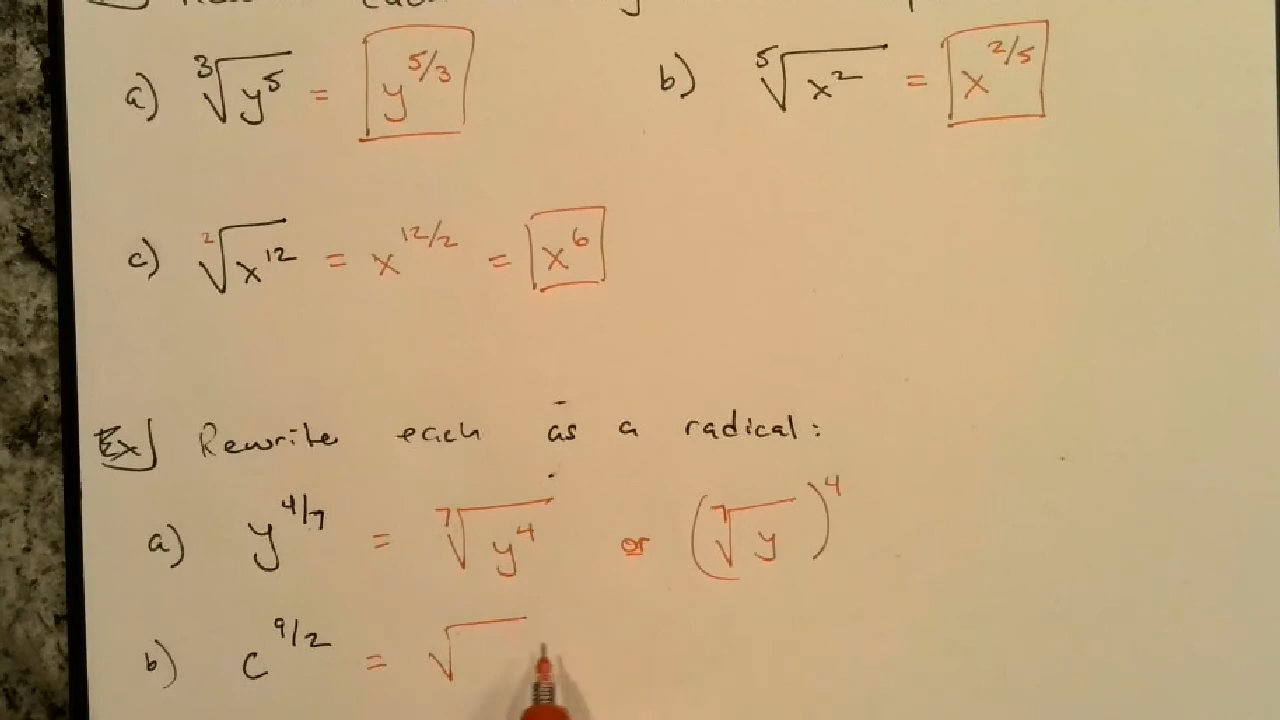 each
a) ∛y⁵ = y^{5/3} b) ⁵√x² = x^{2/5}
c) ²√x¹² = x^{12/2} = x⁶
Ex] Rewrite each as a radical:
a) y^{4/7} = ⁷√y⁴ or (⁷√y)⁴
b) c^{9/2} = √